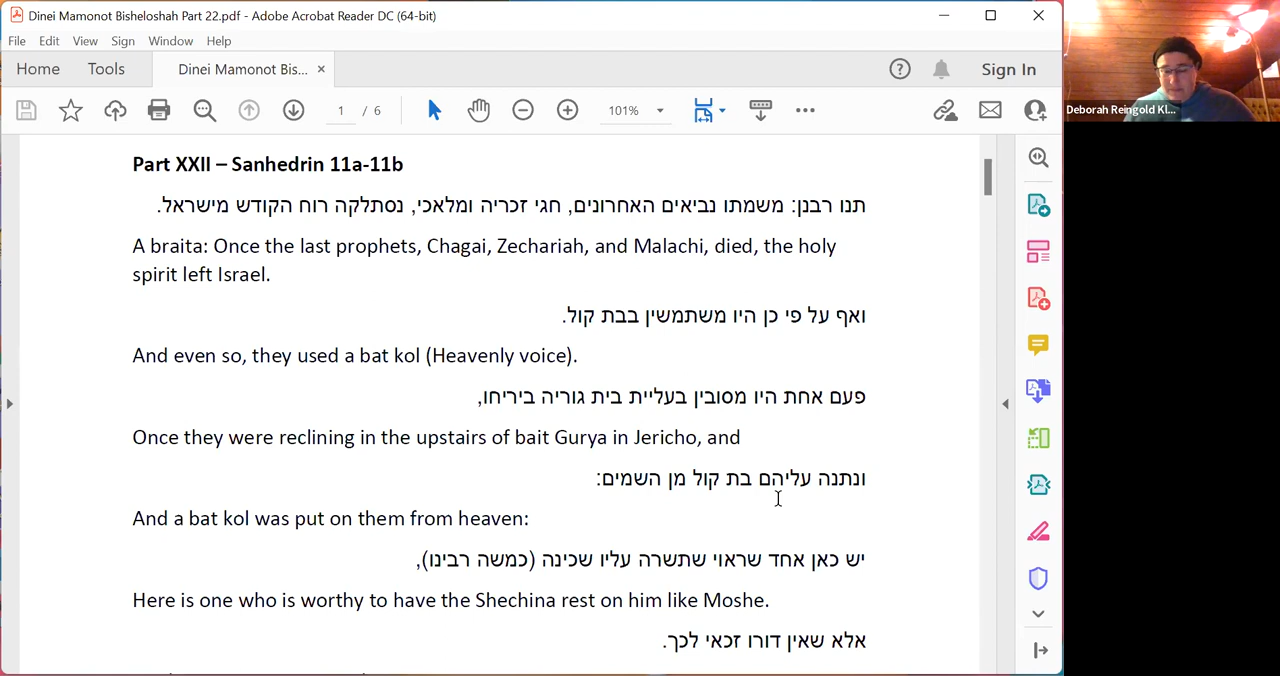 Dinei Mamonot Bisheloshah Part 22.pdf - Adobe Acrobat Reader DC (64-bit)
File Edit View Sign Window Help
Home Tools Dinei Mamonot Bis... × Sign In
1 / 6 101%
Deborah Reingold Kl...
Part XXII – Sanhedrin 11a-11b
תנו רבנן: משמתו נביאים האחרונים, חגי זכריה ומלאכי, נסתלקה רוח הקודש מישראל.
A braita: Once the last prophets, Chagai, Zechariah, and Malachi, died, the holy
spirit left Israel.
ואף על פי כן היו משתמשין בבת קול.
And even so, they used a bat kol (Heavenly voice).
פעם אחת היו מסובין בעליית בית גוריה ביריחו,
Once they were reclining in the upstairs of bait Gurya in Jericho, and
ונתנה עליהם בת קול מן השמים:
And a bat kol was put on them from heaven:
יש כאן אחד שראוי שתשרה עליו שכינה (כמשה רבינו),
Here is one who is worthy to have the Shechina rest on him like Moshe.
אלא שאין דורו זכאי לכך.